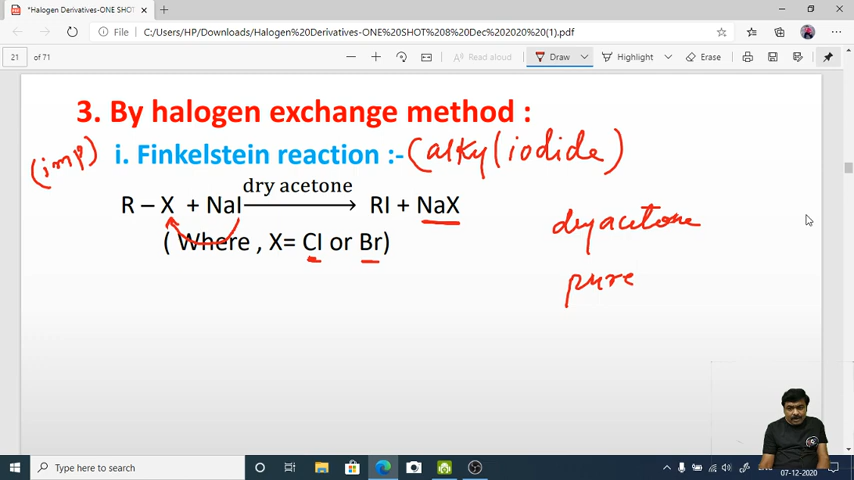 *Halogen Derivatives-ONE SHOT
File
C:/Users/HP/Downloads/Halogen%20Derivatives-ONE%20SHOT%208%20Dec%202020%20(1).pdf
21 of 71
Read aloud
Draw
Highlight
Erase
3. By halogen exchange method :
(imp)
i. Finkelstein reaction :- (alkyl iodide)
dry acetone
R – X + NaI → RI + NaX
( Where , X= CI or Br)
dry acetone
pure
Type here to search
07-12-2020